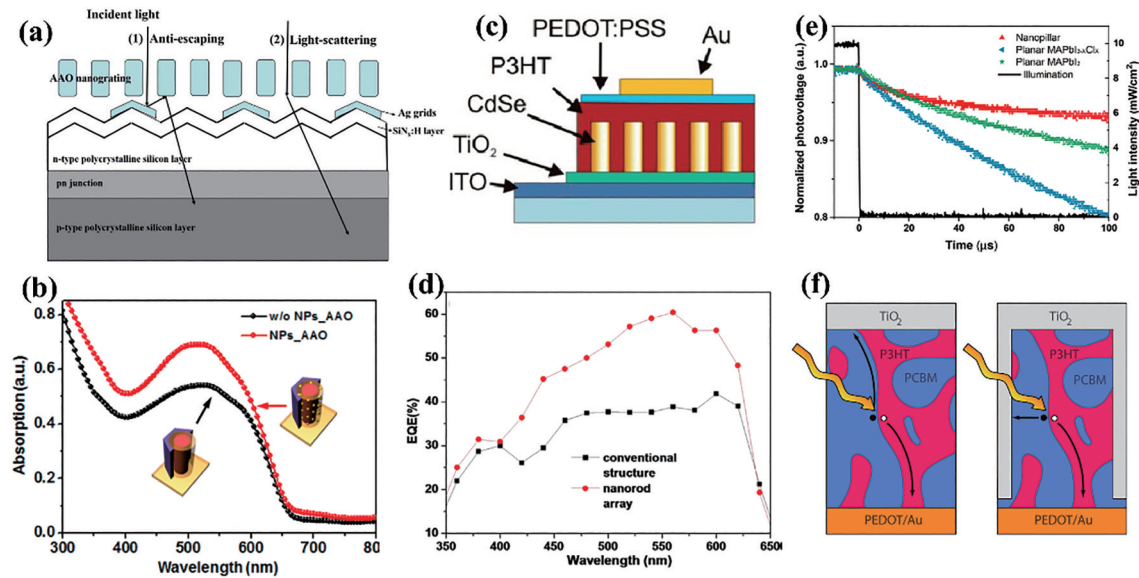 (a)
Incident light
(1) Anti-escaping
(2) Light-scattering
AAO nanograting
Ag grids
SiNx:H layer
n-type polycrystalline silicon layer
pn junction
p-type polycrystalline silicon layer
(b)
w/o NPs_AAO
NPs_AAO
Absorption(a.u.)
0.8
0.6
0.4
0.2
0.0
300 400 500 600 700 800
Wavelength (nm)
(c)
PEDOT:PSS
Au
P3HT
CdSe
TiO2
ITO
(d)
EQE(%)
60
50
40
30
20
10
conventional
structure
nanorod
array
350 400 450 500 550 600 650
Wavelength (nm)
(e)
Nanopillar
Planar MAPbI3-xClx
Planar MAPbI3
Illumination
Normalized photovoltage (a.u.)
1.0
0.9
0.8
Light intensity (mW/cm2)
10
8
6
4
2
0
0 20 40 60 80 100
Time (μs)
(f)
TiO2
P3HT
PCBM
PEDOT/Au
TiO2
P3HT
PCBM
PEDOT/Au